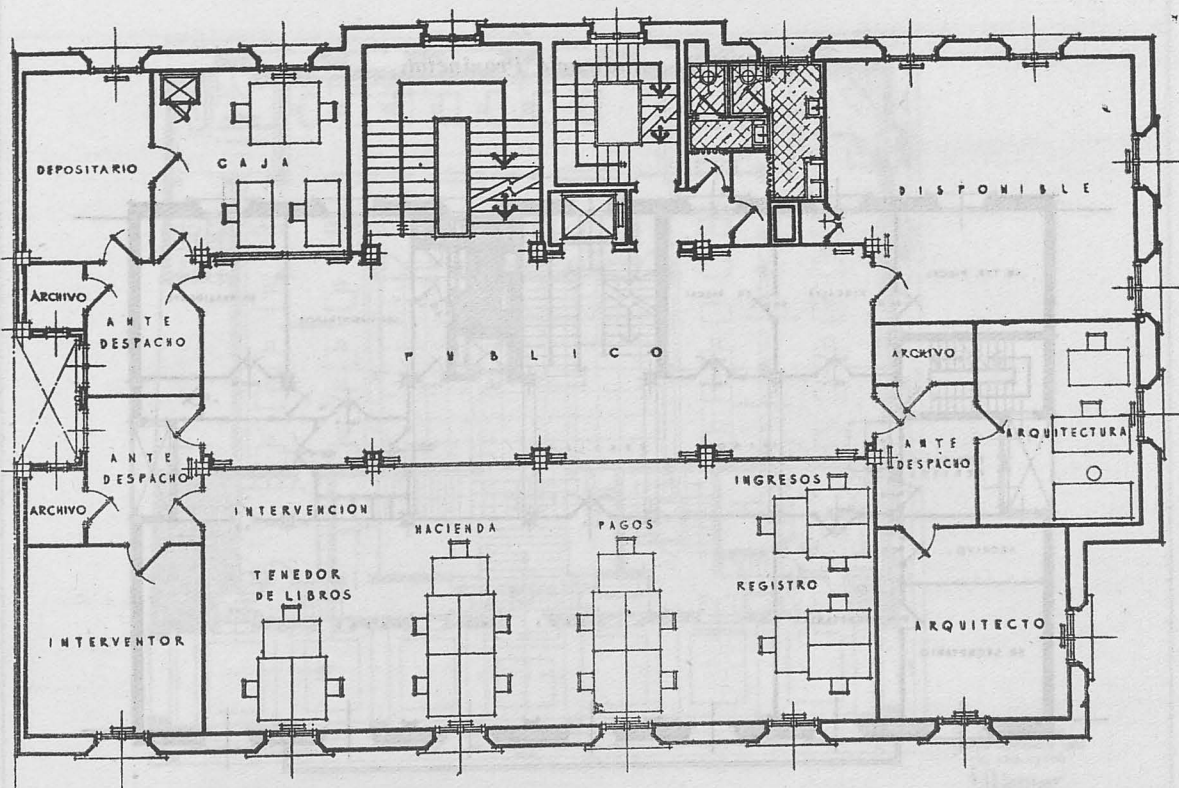 DEPOSITARIO
CAJA
DISPONIBLE
ARCHIVO
ANTE
DESPACHO
PUBLICO
ARCHIVO
ARQUITECTURA
ANTE
DESPACHO
ANTE
DESPACHO
ARCHIVO
INTERVENCION
HACIENDA
PAGOS
INGRESOS
TENEDOR
DE LIBROS
REGISTRO
INTERVENTOR
ARQUITECTO